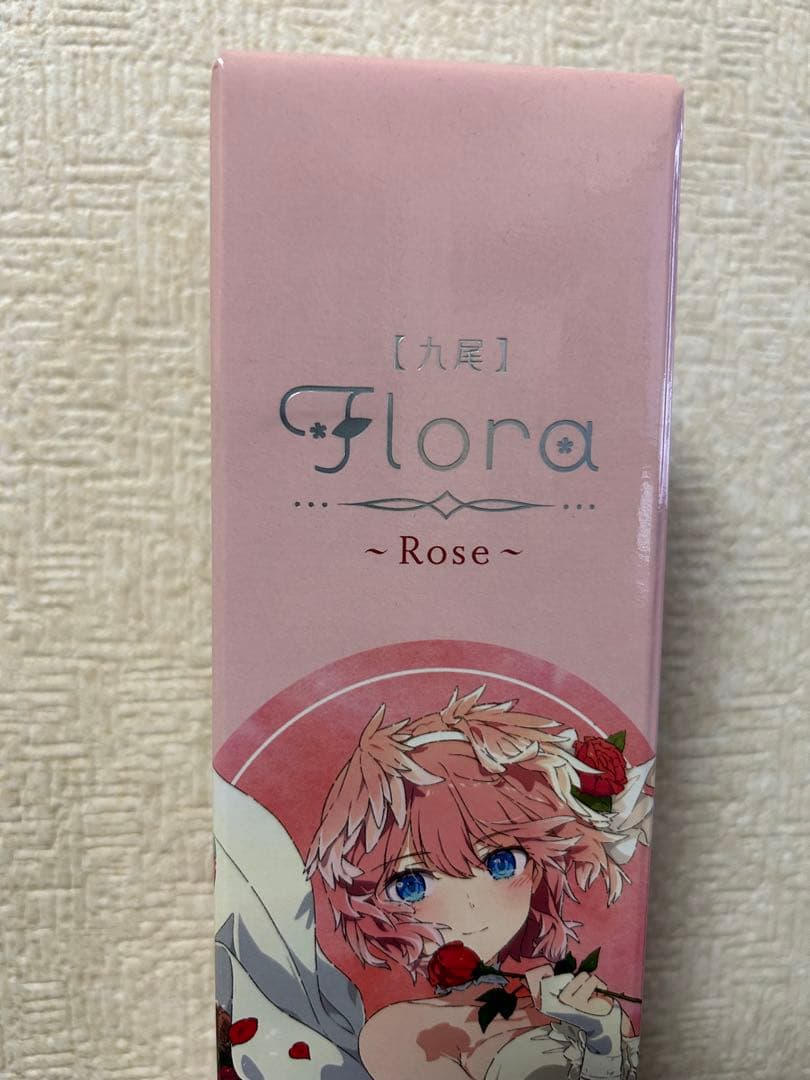 【九尾】
Flora
~Rose~